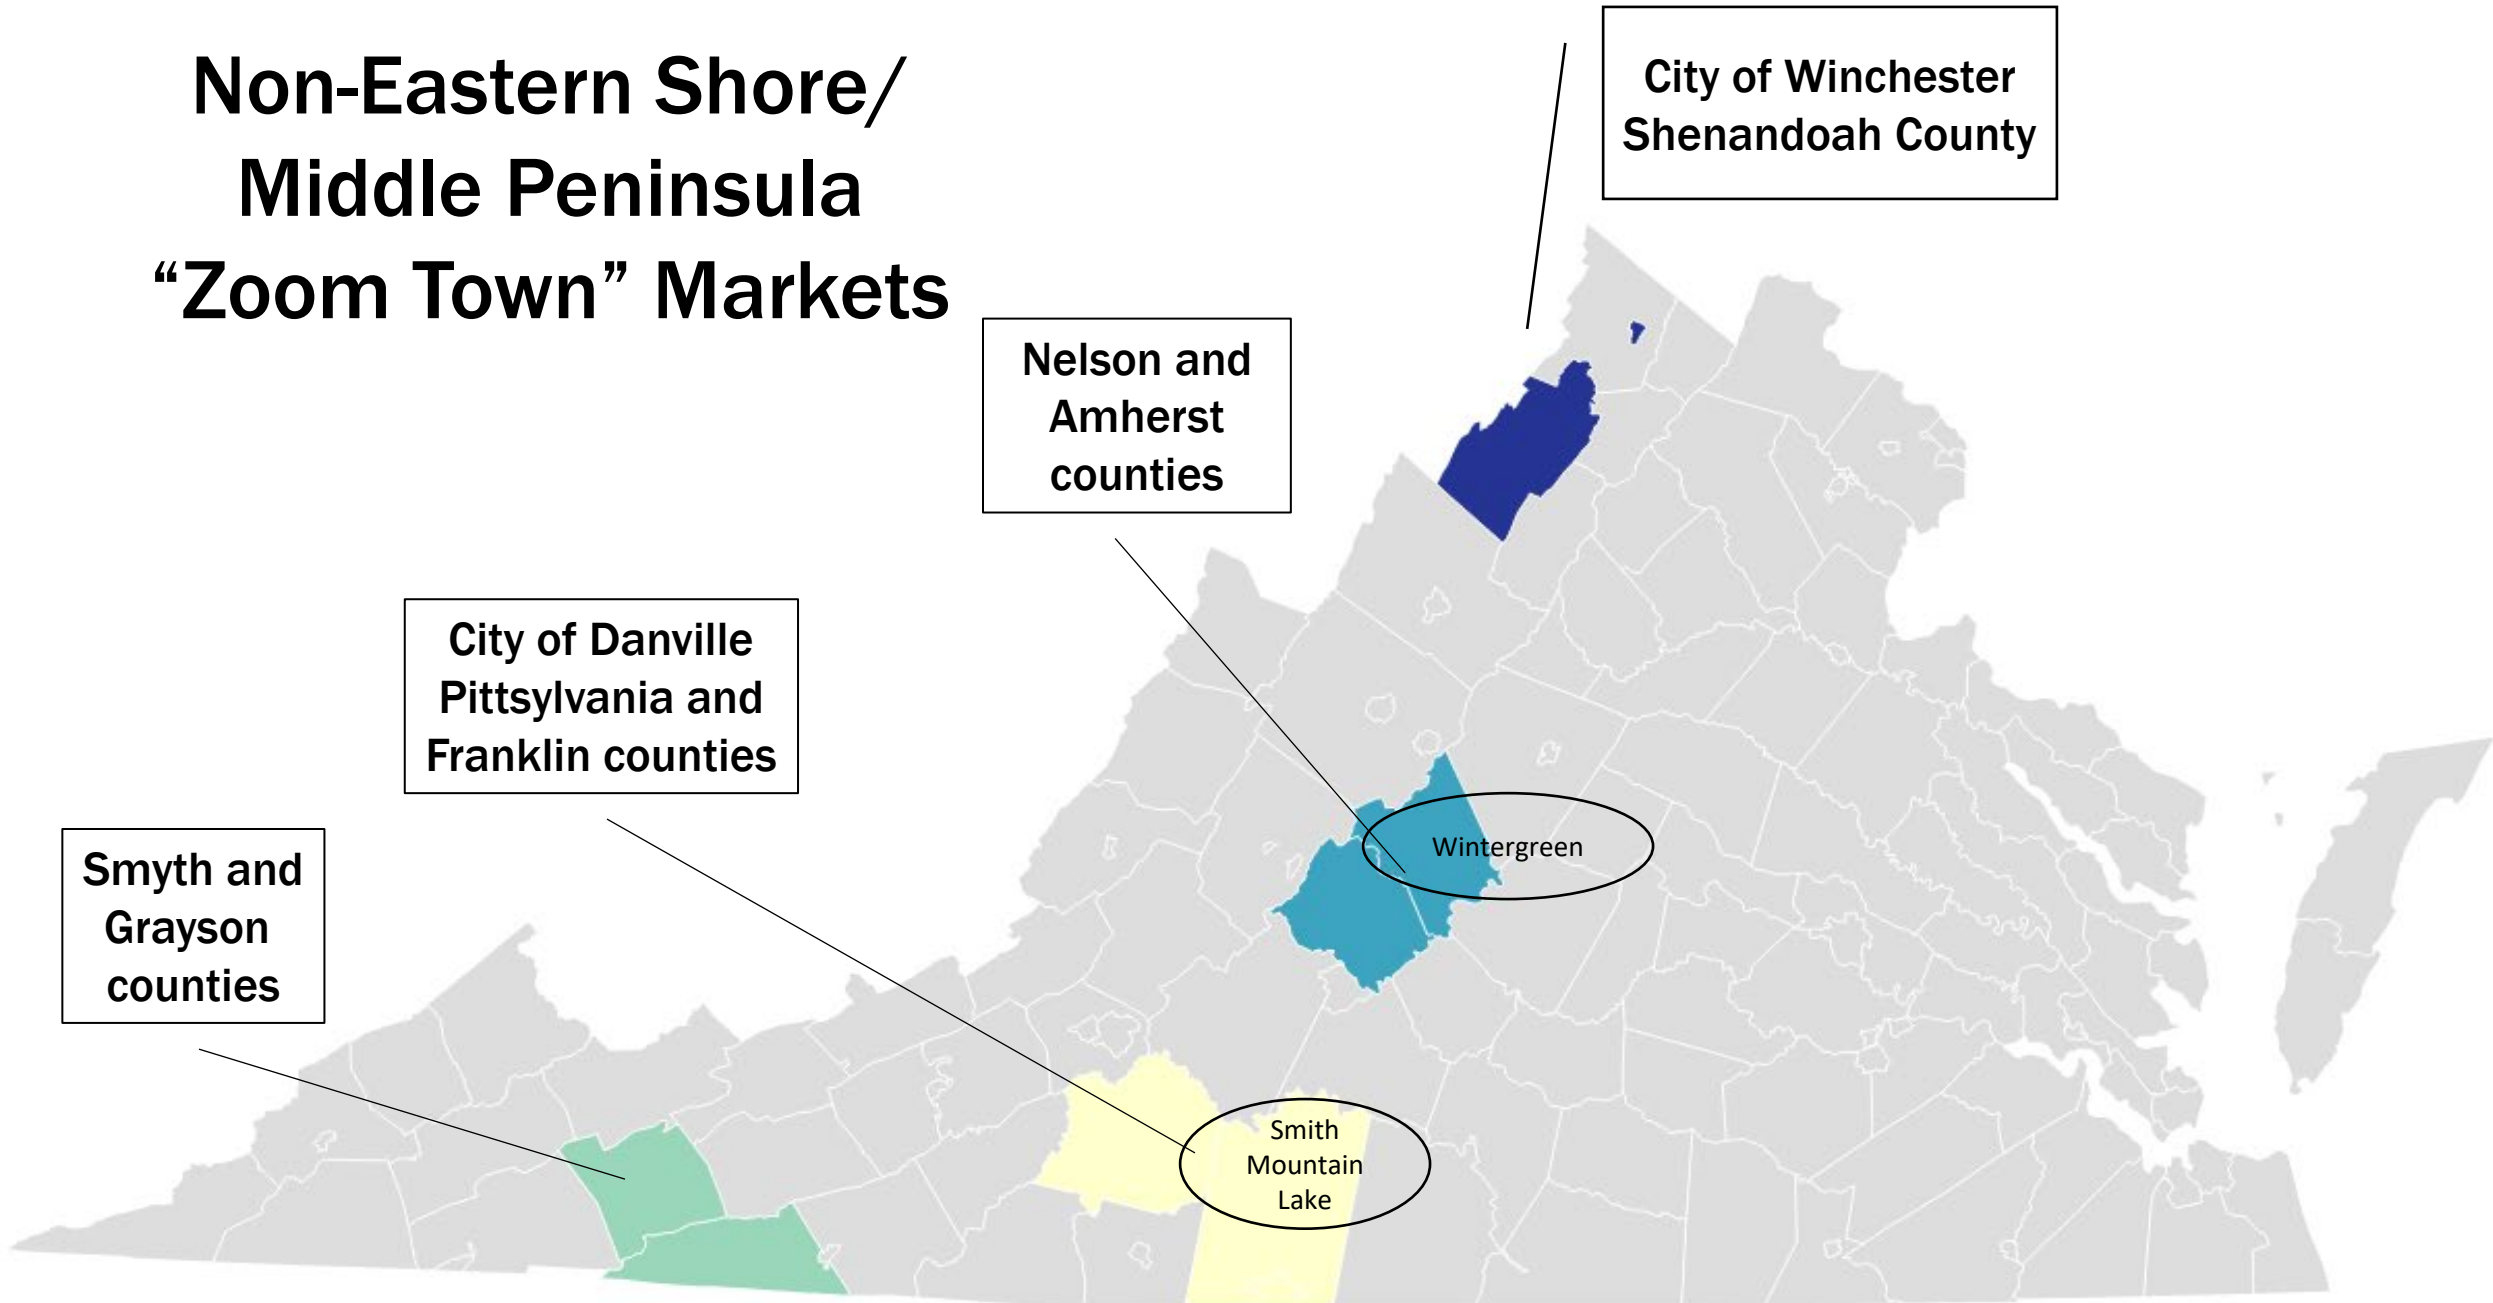 Non-Eastern Shore/
Middle Peninsula
“Zoom Town” Markets
City of Winchester
Shenandoah County
Nelson and
Amherst
counties
City of Danville
Pittsylvania and
Franklin counties
Smyth and
Grayson
counties
Wintergreen
Smith
Mountain
Lake